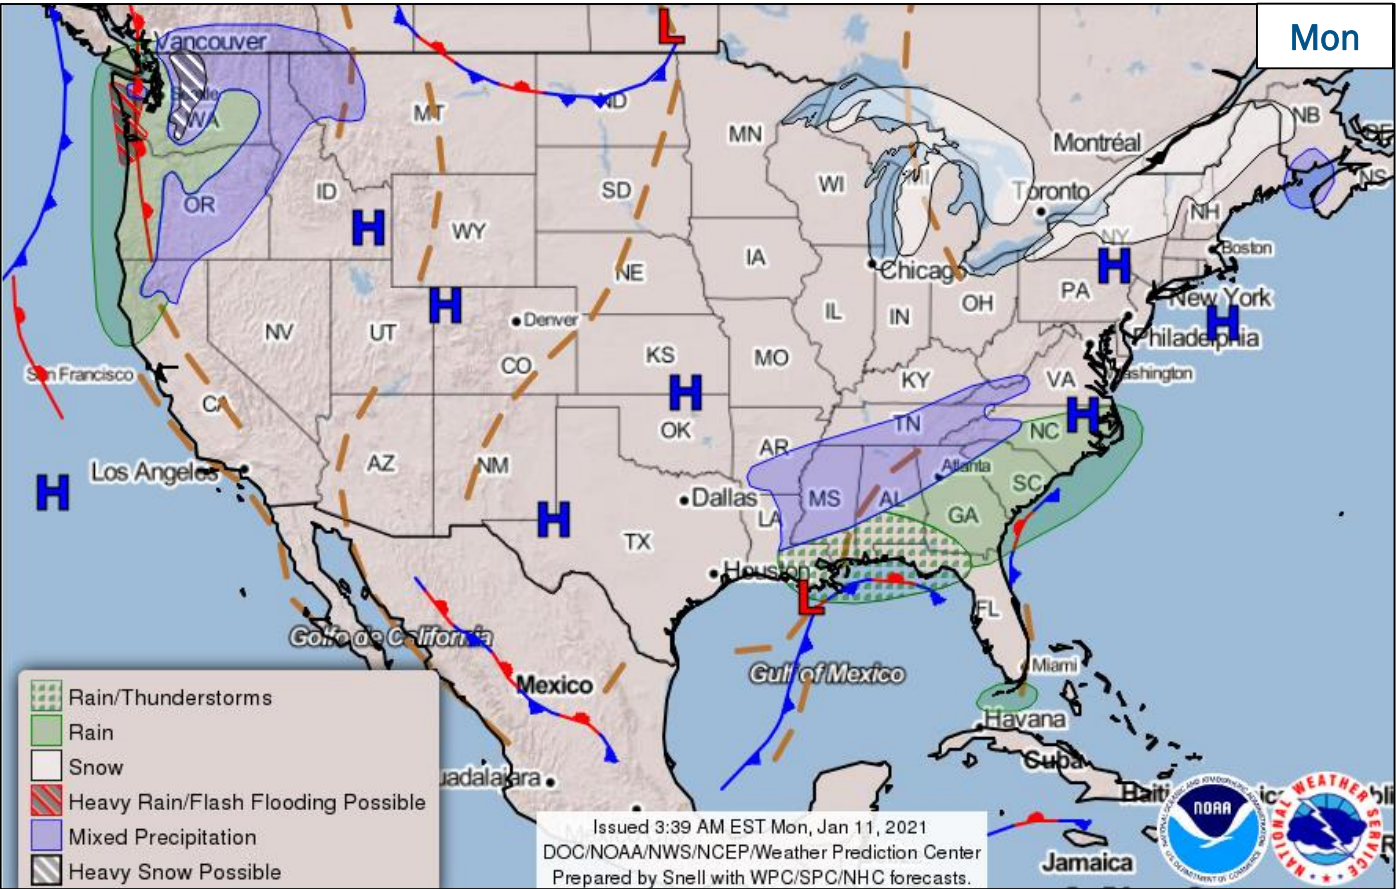 Mon
L
Vancouver
Seattle
WA
MT
ND
MN
Montréal
NB
NS
OR
ID
H
SD
WI
MI
Toronto
NH
WY
NY
Boston
IA
NE
Chicago
H
H
PA
OH
New York
H
NV
UT
Denver
IL
IN
Philadelphia
CO
KS
MO
San Francisco
KY
VA
Washington
CA
H
OK
AR
TN
NC
H
H
Los Angeles
AZ
NM
Atlanta
Dallas
MS
AL
SC
LA
GA
H
TX
Houston
L
FL
Golfo de California
Miami
Gulf of Mexico
Mexico
Havana
Cuba
Rain/Thunderstorms
Rain
Snow
Heavy Rain/Flash Flooding Possible
Mixed Precipitation
Heavy Snow Possible
uadalajara
Haiti
Issued 3:39 AM EST Mon, Jan 11, 2021
DOC/NOAA/NWS/NCEP/Weather Prediction Center
Prepared by Snell with WPC/SPC/NHC forecasts.
Jamaica
NOAA
NATIONAL WEATHER SERVICE